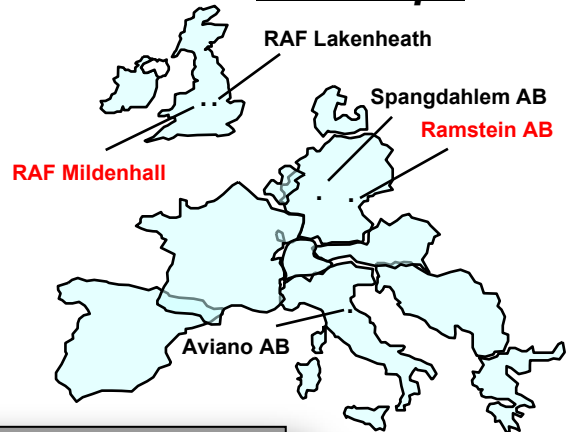 RAF Lakenheath
Spangdahlem AB
Ramstein AB
RAF Mildenhall
Aviano AB